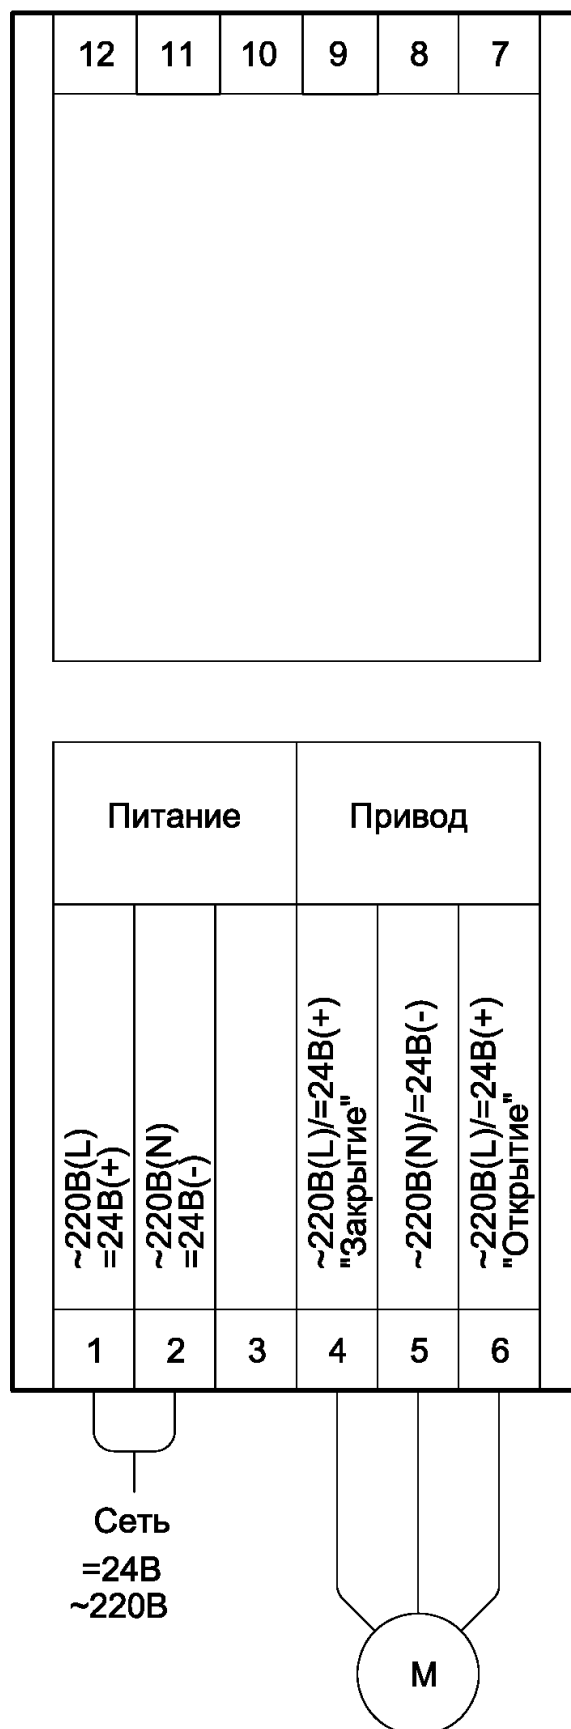 12 11 10 9 8 7
Питание Привод
~220В(L)
=24В(+)
~220В(N)
=24В(-)
~220В(L)/=24В(+)
"Закрытие"
~220В(N)/=24В(-)
~220В(L)/=24В(+)
"Открытие"
1 2 3 4 5 6
Сеть
=24В
~220В
М